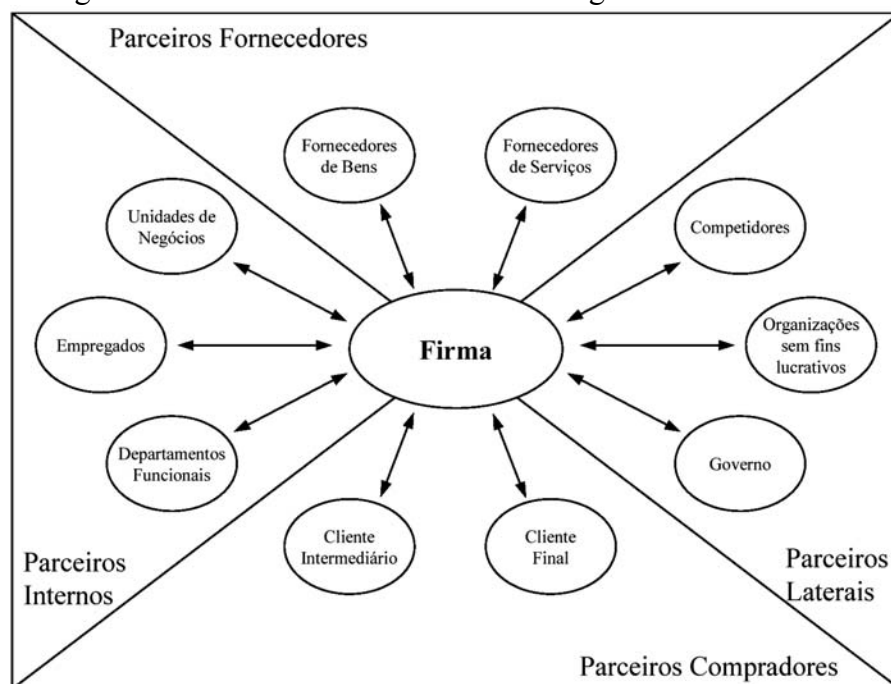 Parceiros Fornecedores
Fornecedores
de Bens
Fornecedores
de Serviços
Unidades de
Negócios
Competidores
Empregados
Firma
Organizações
sem fins
lucrativos
Departamentos
Funcionais
Governo
Cliente
Intermediário
Cliente
Final
Parceiros
Internos
Parceiros
Laterais
Parceiros Compradores